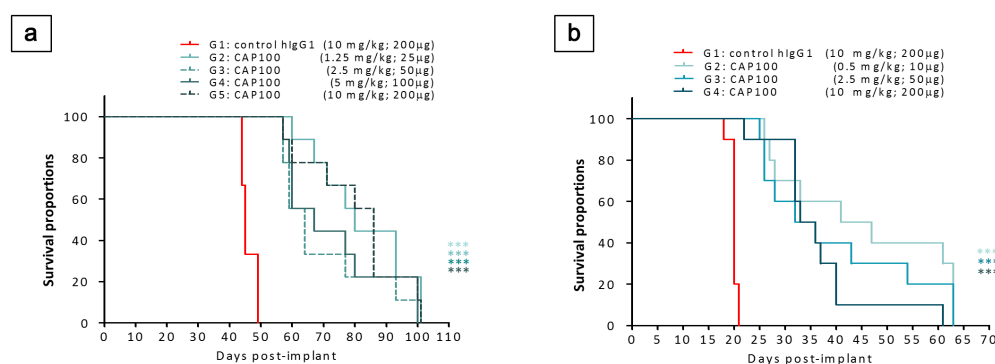 a
G1: control hIgG1 (10 mg/kg; 200µg)
G2: CAP100 (1.25 mg/kg; 25µg)
G3: CAP100 (2.5 mg/kg; 50µg)
G4: CAP100 (5 mg/kg; 100µg)
G5: CAP100 (10 mg/kg; 200µg)
Survival proportions
100
80
60
40
20
0
***
***
***
***
0 10 20 30 40 50 60 70 80 90 100 110
Days post-implant
b
G1: control hIgG1 (10 mg/kg; 200µg)
G2: CAP100 (0.5 mg/kg; 10µg)
G3: CAP100 (2.5 mg/kg; 50µg)
G4: CAP100 (10 mg/kg; 200µg)
Survival proportions
100
80
60
40
20
0
***
***
***
0 5 10 15 20 25 30 35 40 45 50 55 60 65 70
Days post-implant